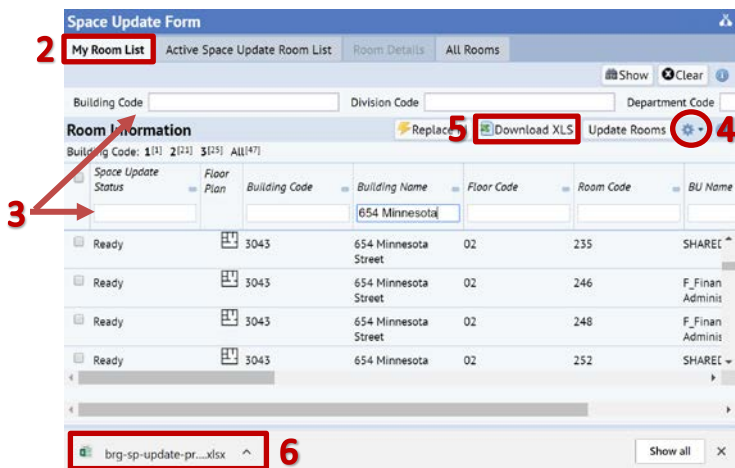 Space Update Form
2 My Room List Active Space Update Room List Room Details All Rooms
Show Clear
Building Code Division Code Department Code
5 4
Room Information Replace Download XLS Update Rooms
Building Code: 1[1] 2[21] 3[25] All[47]
Space Update Status Floor Plan Building Code Building Name Floor Code Room Code BU Name
3
654 Minnesota
Ready 3043 654 Minnesota Street 02 235 SHARED
Ready 3043 654 Minnesota Street 02 246 F_Finan Adminis
Ready 3043 654 Minnesota Street 02 248 F_Finan Adminis
Ready 3043 654 Minnesota 02 252 SHARED
brg-sp-update-pr....xlsx 6 Show all